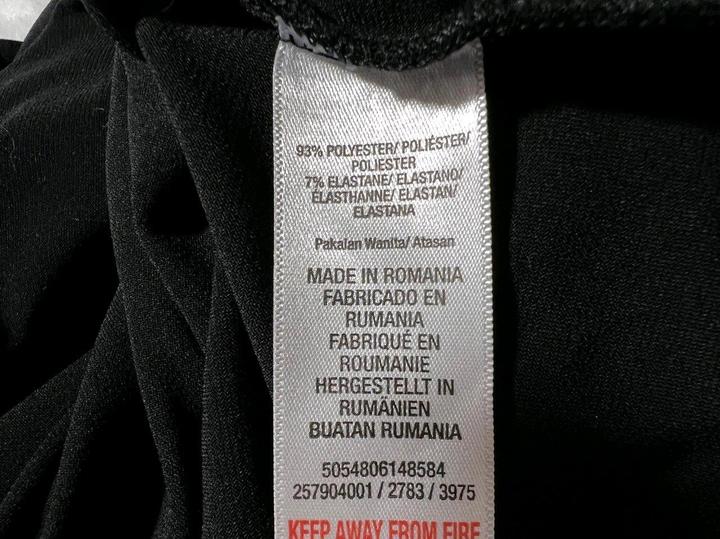 93% POLYESTER/ POLIÉSTER/
POLIESTER
7% ELASTANE/ ELASTANO/
ÉLASTHANNE/ ELASTAN/
ELASTANA
Pakaian Wanita/ Atasan
MADE IN ROMANIA
FABRICADO EN
RUMANIA
FABRIQUÉ EN
ROUMANIE
HERGESTELLT IN
RUMÄNIEN
BUATAN RUMANIA
5054806148584
257904001 / 2783 / 3975
KEEP AWAY FROM FIRE